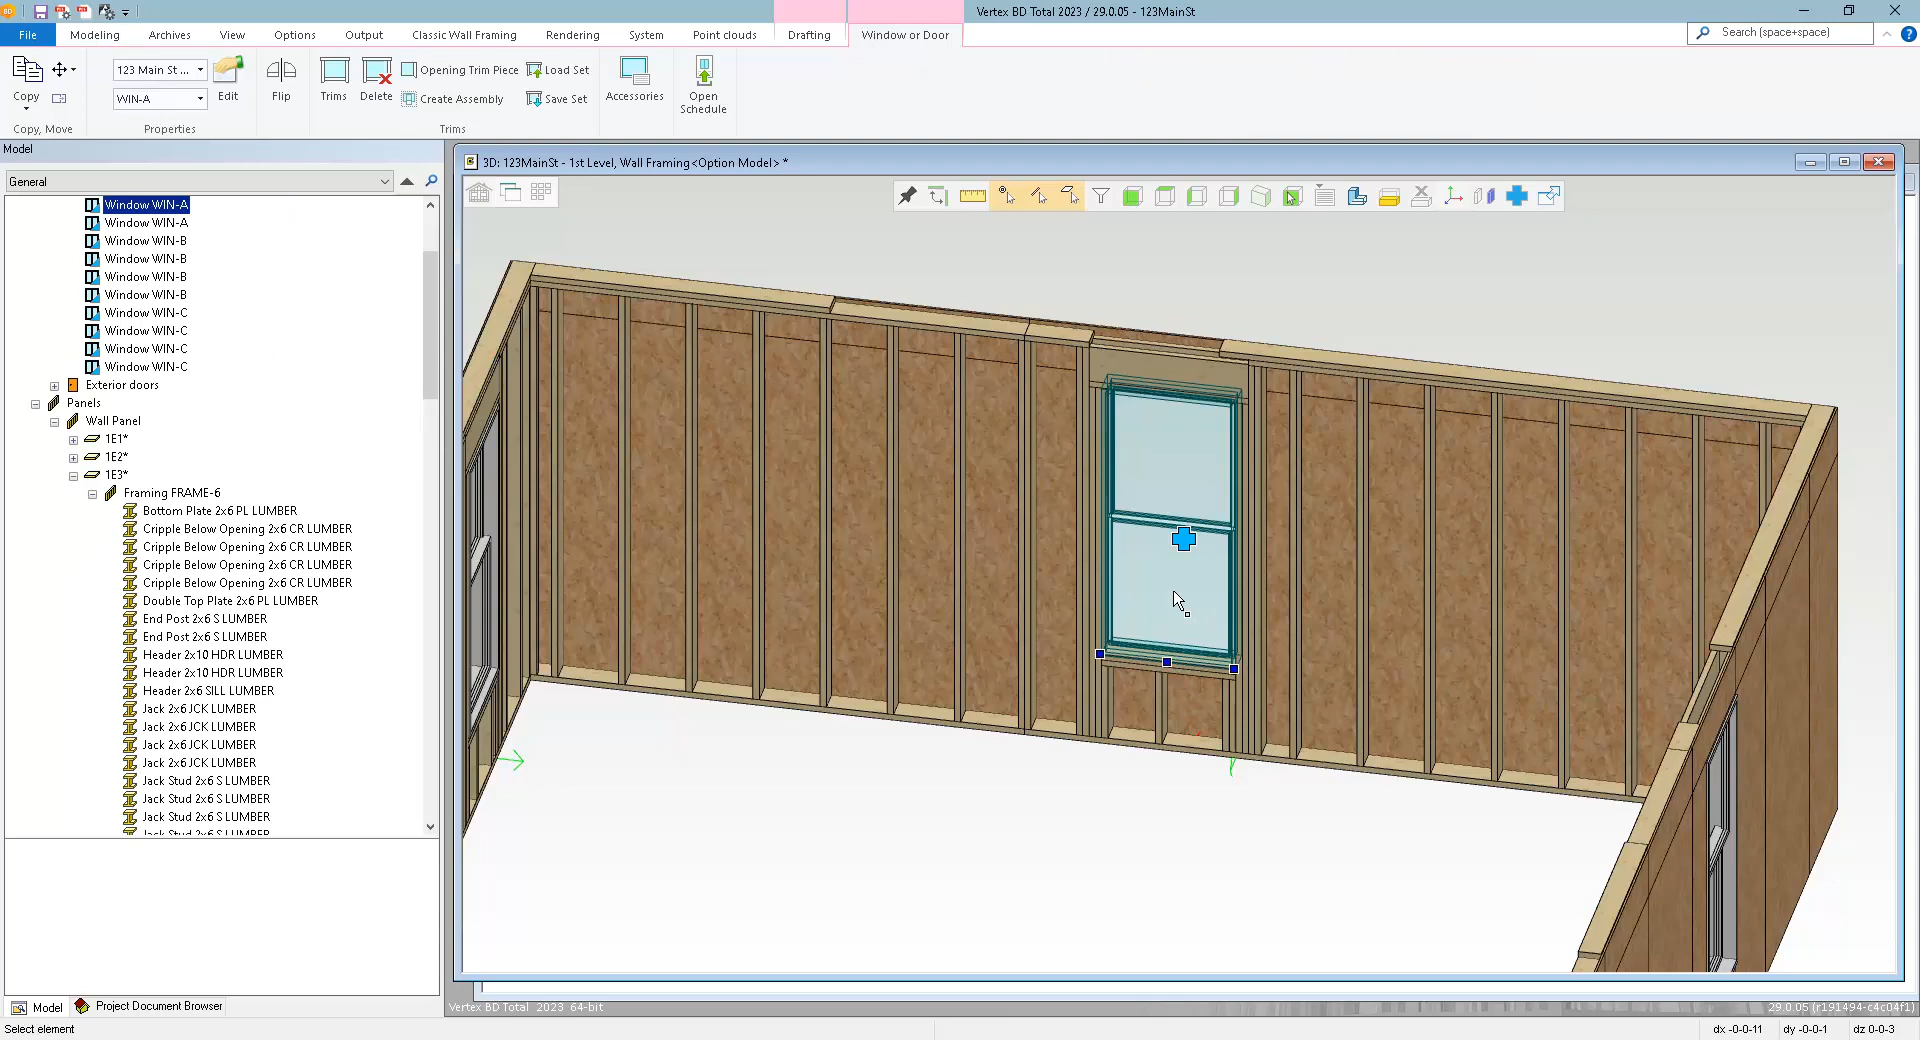 BD
Vertex BD Total 2023 / 29.0.05 - 123MainSt
File
Modeling
Archives
View
Options
Output
Classic Wall Framing
Rendering
System
Point clouds
Drafting
Window or Door
Search (space+space)
?
Copy
123 Main St ...
WIN-A
Edit
Flip
Trims
Delete
Opening Trim Piece
Create Assembly
Load Set
Save Set
Accessories
Open
Schedule
Copy, Move
Properties
Trims
Model
General
3D: 123MainSt - 1st Level, Wall Framing<Option Model> *
Window WIN-A
Window WIN-A
Window WIN-B
Window WIN-B
Window WIN-B
Window WIN-B
Window WIN-C
Window WIN-C
Window WIN-C
Window WIN-C
Exterior doors
Panels
Wall Panel
1E1*
1E2*
1E3*
Framing FRAME-6
Bottom Plate 2x6 PL LUMBER
Cripple Below Opening 2x6 CR LUMBER
Cripple Below Opening 2x6 CR LUMBER
Cripple Below Opening 2x6 CR LUMBER
Cripple Below Opening 2x6 CR LUMBER
Double Top Plate 2x6 PL LUMBER
End Post 2x6 S LUMBER
End Post 2x6 S LUMBER
Header 2x10 HDR LUMBER
Header 2x10 HDR LUMBER
Header 2x6 SILL LUMBER
Jack 2x6 JCK LUMBER
Jack 2x6 JCK LUMBER
Jack 2x6 JCK LUMBER
Jack 2x6 JCK LUMBER
Jack Stud 2x6 S LUMBER
Jack Stud 2x6 S LUMBER
Jack Stud 2x6 S LUMBER
Jack Stud 2x6 S LUMBER
Model
Project Document Browser
Vertex BD Total 2023 64-bit
29.0.05 (r191494-c4c04f1)
Select element
dx -0-0-11
dy -0-0-1
dz 0-0-3